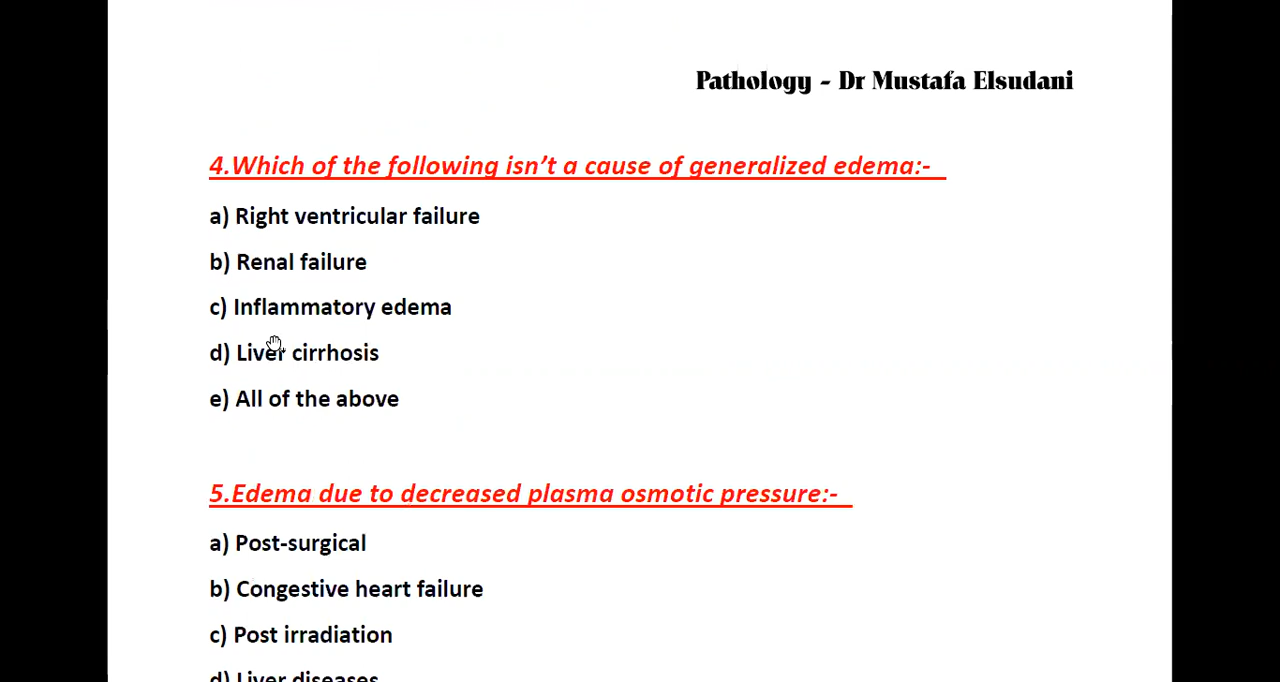 Pathology - Dr Mustafa Elsudani
4.Which of the following isn’t a cause of generalized edema:-
a) Right ventricular failure
b) Renal failure
c) Inflammatory edema
d) Liver cirrhosis
e) All of the above
5.Edema due to decreased plasma osmotic pressure:-
a) Post-surgical
b) Congestive heart failure
c) Post irradiation
d) Liver diseases